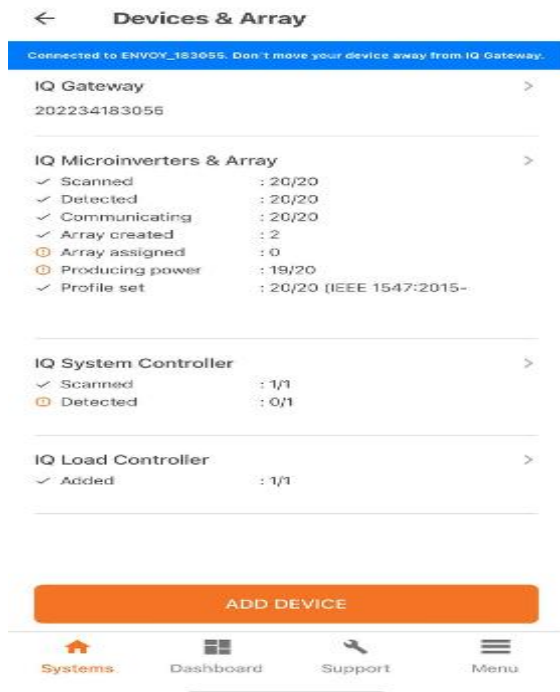 Devices & Array
Connected to ENVOY_183055. Don't move your device away from IQ Gateway.
IQ Gateway
202234183055
IQ Microinverters & Array
Scanned : 20/20
Detected : 20/20
Communicating : 20/20
Array created : 2
Array assigned : 0
Producing power : 19/20
Profile set : 20/20 (IEEE 1547:2015-
IQ System Controller
Scanned : 1/1
Detected : 0/1
IQ Load Controller
Added : 1/1
ADD DEVICE
Systems Dashboard Support Menu